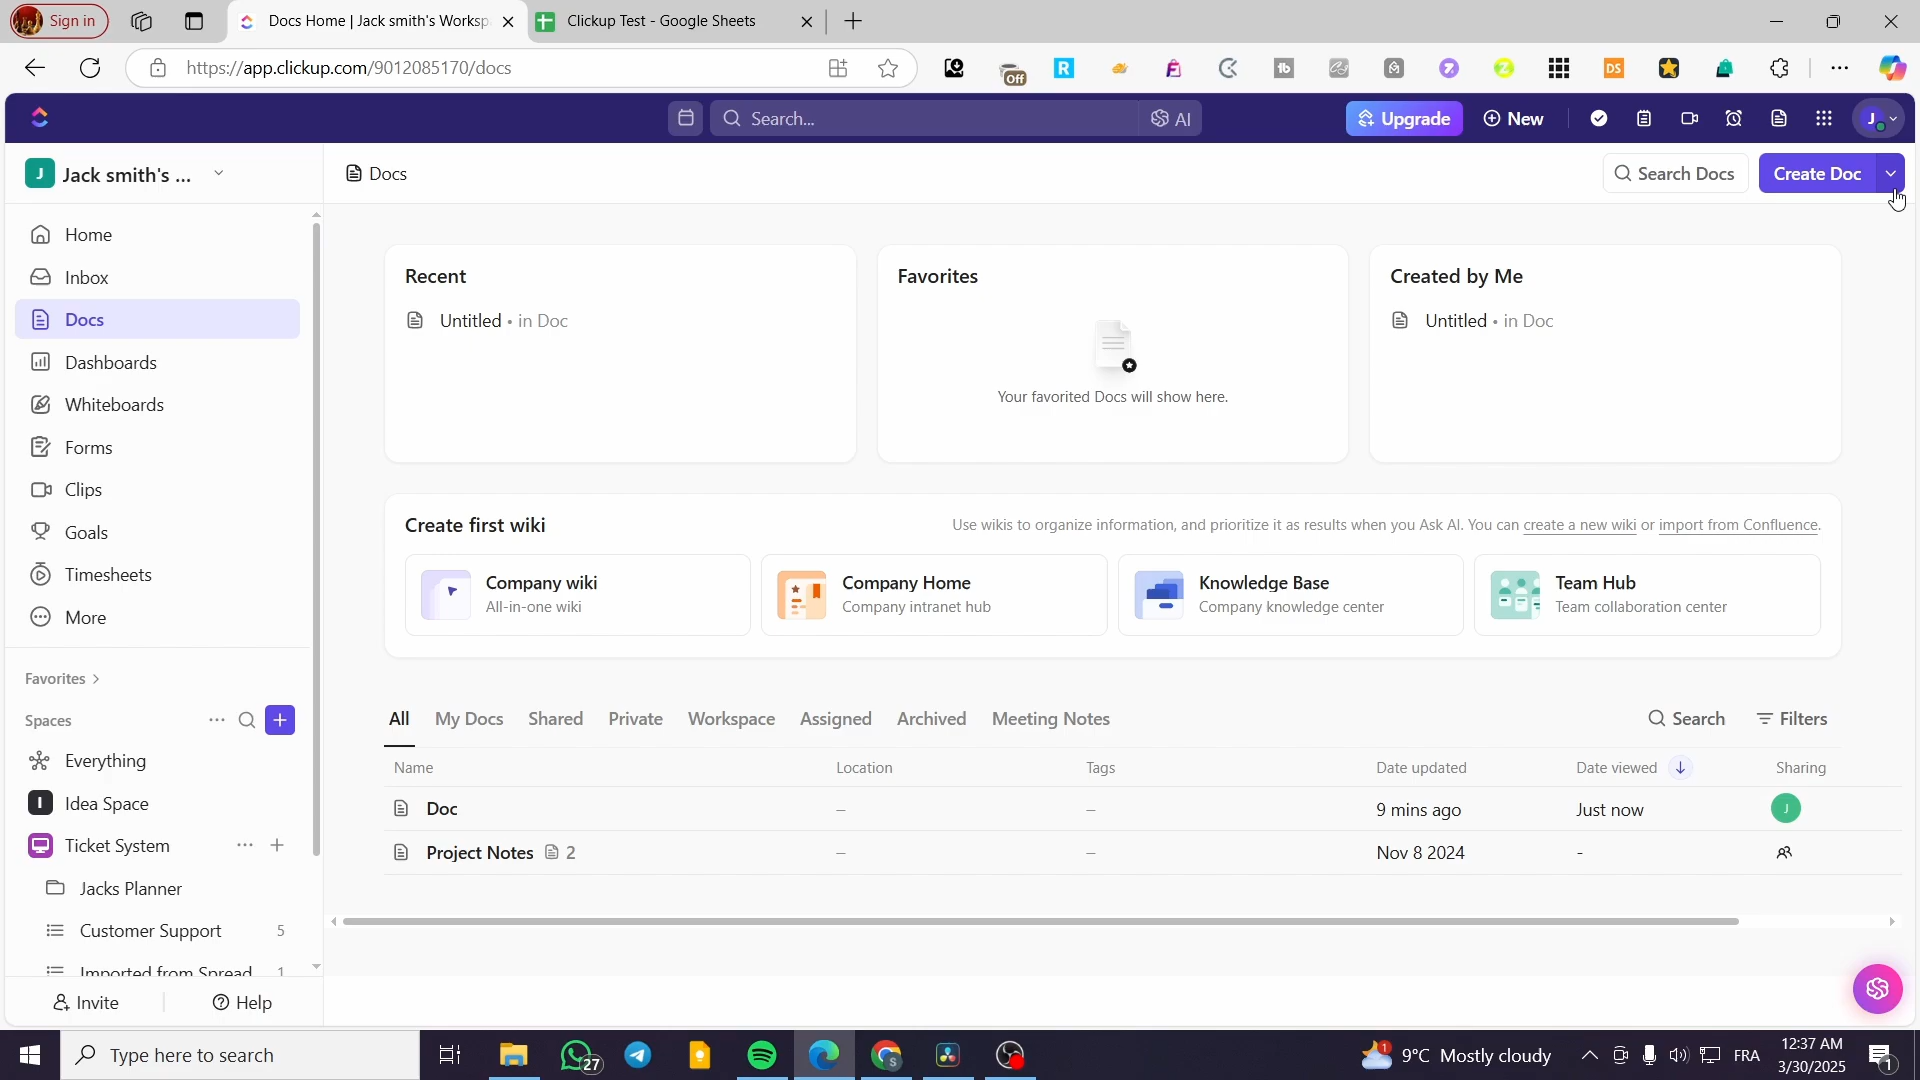 Sign in
Docs Home | Jack smith's Worksp
Clickup Test - Google Sheets
https://app.clickup.com/9012085170/docs
Off
Search...
AI
Upgrade
New
J
J
Jack smith's ...
Docs
Search Docs
Create Doc
Home
Inbox
Docs
Dashboards
Whiteboards
Forms
Clips
Goals
Timesheets
More
Favorites
Spaces
Everything
I
Idea Space
Ticket System
Jacks Planner
Customer Support 5
Imported from Spread 1
Invite
Help
Recent
Untitled • in Doc
Favorites
Your favorited Docs will show here.
Created by Me
Untitled • in Doc
Create first wiki
Use wikis to organize information, and prioritize it as results when you Ask AI. You can create a new wiki or import from Confluence.
Company wiki
All-in-one wiki
Company Home
Company intranet hub
Knowledge Base
Company knowledge center
Team Hub
Team collaboration center
All My Docs Shared Private Workspace Assigned Archived Meeting Notes
Search
Filters
Name Location Tags Date updated Date viewed Sharing
Doc – – 9 mins ago Just now J
Project Notes 2 – – Nov 8 2024 -
Type here to search
27
9°C Mostly cloudy
FRA
12:37 AM
3/30/2025
1